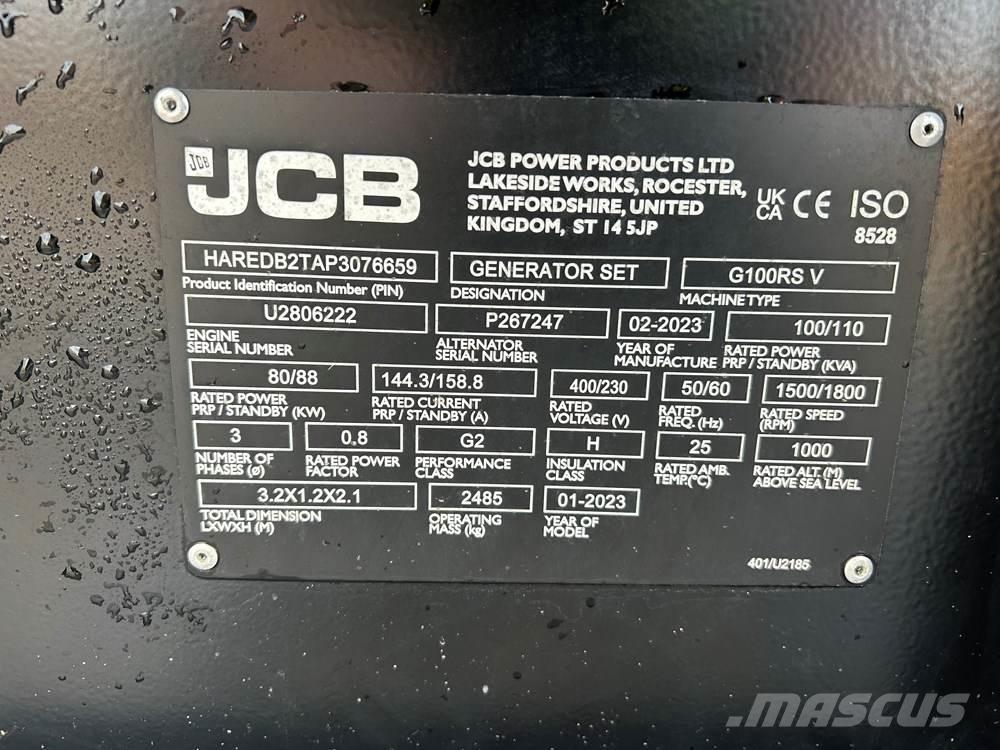 JCB JCB
JCB POWER PRODUCTS LTD
LAKESIDE WORKS, ROCESTER,
STAFFORDSHIRE, UNITED
KINGDOM, ST 14 5JP
UK CA CE ISO
8528
HAREDB2TAP3076659 GENERATOR SET G100RS V
Product Identification Number (PIN) DESIGNATION MACHINE TYPE
U2806222 P267247 02-2023 100/110
ENGINE SERIAL NUMBER ALTERNATOR SERIAL NUMBER YEAR OF MANUFACTURE RATED POWER PRP / STANDBY (KVA)
80/88 144.3/158.8 400/230 50/60 1500/1800
RATED POWER PRP / STANDBY (KW) RATED CURRENT PRP / STANDBY (A) RATED VOLTAGE (V) RATED FREQ. (Hz) RATED SPEED (RPM)
3 0.8 G2 H 25 1000
NUMBER OF PHASES (ø) RATED POWER FACTOR PERFORMANCE CLASS INSULATION CLASS RATED AMB. TEMP.(°C) RATED ALT. (M) ABOVE SEA LEVEL
3.2X1.2X2.1 2485 01-2023
TOTAL DIMENSION LXWXH (M) OPERATING MASS (kg) YEAR OF MODEL
401/U2185
MASCUS